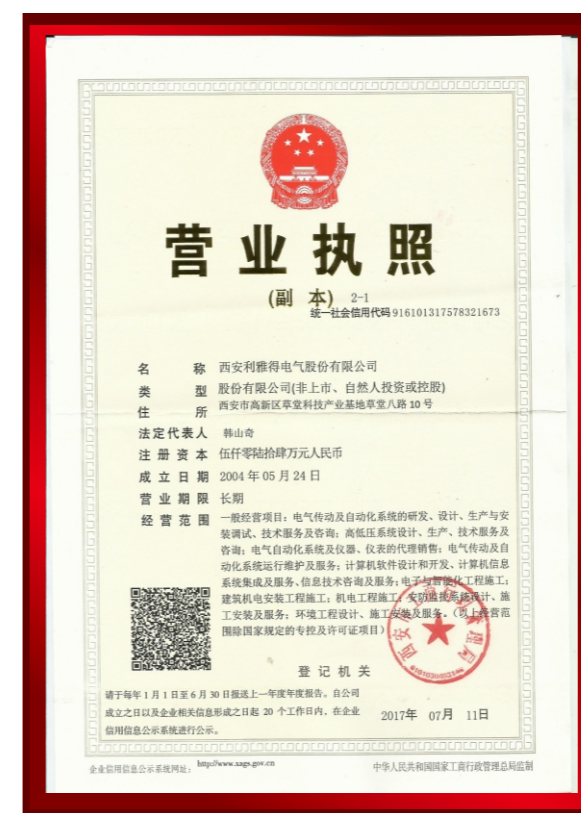 营业执照
(副 本) 2-1
统一社会信用代码 916101317578321673
名 称 西安利雅得电气股份有限公司
类 型 股份有限公司(非上市、自然人投资或控股)
住 所 西安市高新区草堂科技产业基地草堂八路 10 号
法定代表人 韩山奇
注册资本 伍仟零陆拾肆万元人民币
成立日期 2004 年 05 月 24 日
营业期限 长期
经营范围 一般经营项目：电气传动及自动化系统的研发、设计、生产与安
装调试、技术服务及咨询；高低压系统设计、生产、技术服务及
咨询；电气自动化系统及仪器、仪表的代理销售；电气传动及自
动化系统运行维护及服务；计算机软件设计和开发、计算机信息
系统集成及服务、信息技术咨询及服务；电子与智能化工程施工；
建筑机电安装工程施工；机电工程施工；安防监控系统设计、施
工安装及服务；环境工程设计、施工安装及服务。（以上经营范
围除国家规定的专控及许可证项目）
登记机关
请于每年 1 月 1 日至 6 月 30 日报送上一年度年度报告。自公司
成立之日以及企业相关信息形成之日起 20 个工作日内，在企业
信用信息公示系统进行公示。
2017年 07月 11日
企业信用信息公示系统网址： http://www.xags.gov.cn
中华人民共和国国家工商行政管理总局监制